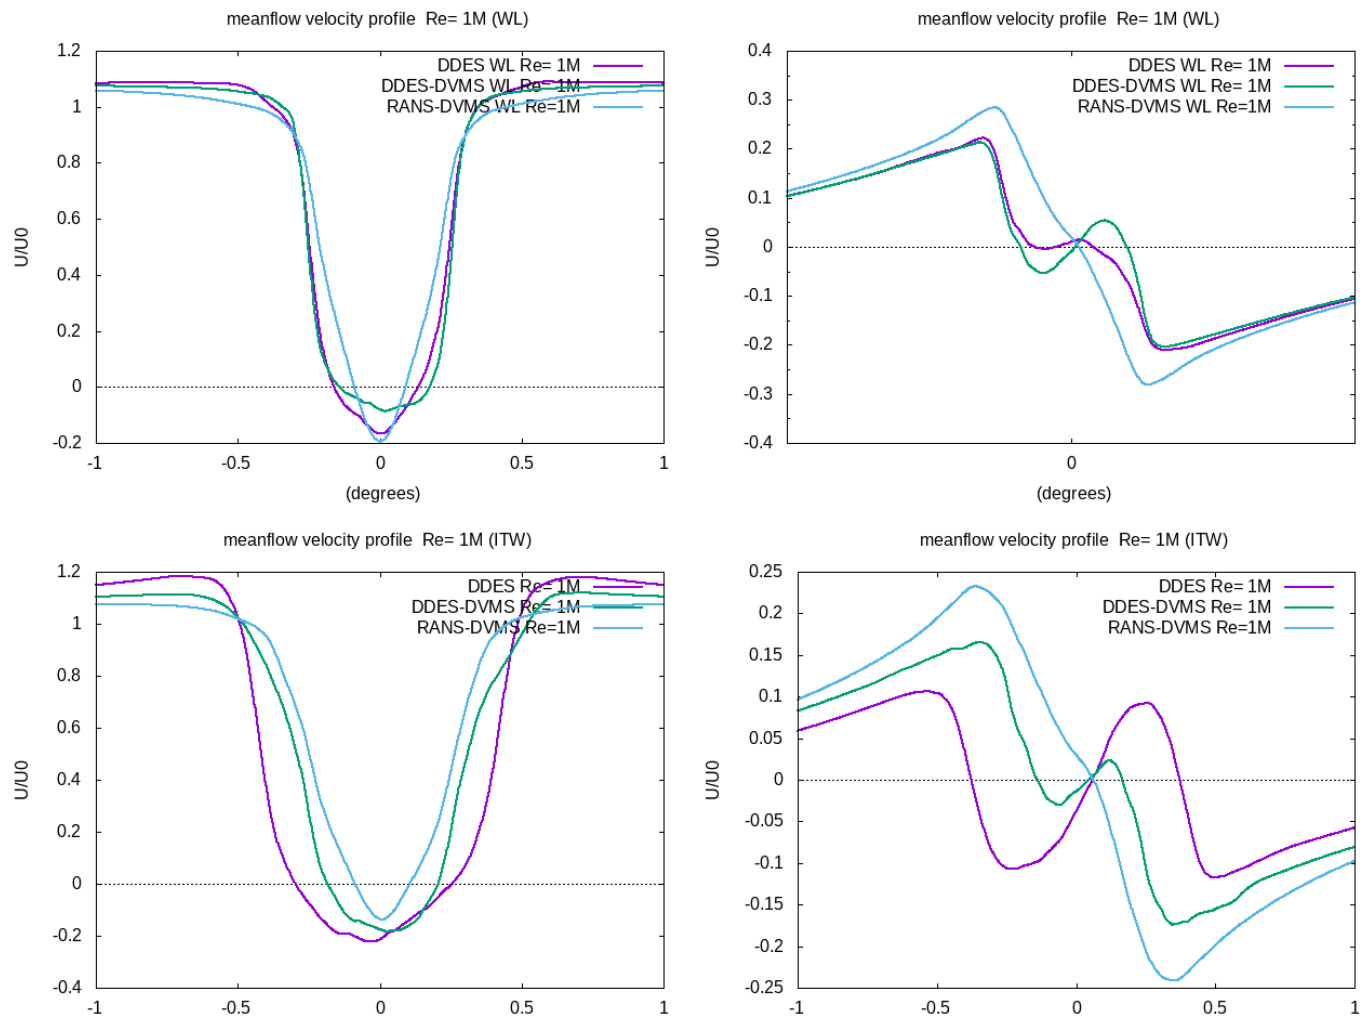 meanflow velocity profile  Re= 1M (WL)
1.2
1
0.8
0.6
0.4
0.2
0
-0.2
U/U0
DDES WL Re= 1M
DDES-DVMS WL Re= 1M
RANS-DVMS WL Re=1M
-1 -0.5 0 0.5 1
(degrees)
meanflow velocity profile  Re= 1M (WL)
0.4
0.3
0.2
0.1
0
-0.1
-0.2
-0.3
-0.4
U/U0
DDES WL Re= 1M
DDES-DVMS WL Re= 1M
RANS-DVMS WL Re=1M
0
(degrees)
meanflow velocity profile  Re= 1M (ITW)
1.2
1
0.8
0.6
0.4
0.2
0
-0.2
-0.4
U/U0
DDES Re= 1M
DDES-DVMS Re= 1M
RANS-DVMS Re=1M
-1 -0.5 0 0.5 1
meanflow velocity profile  Re= 1M (ITW)
0.25
0.2
0.15
0.1
0.05
0
-0.05
-0.1
-0.15
-0.2
-0.25
U/U0
DDES Re= 1M
DDES-DVMS Re= 1M
RANS-DVMS Re=1M
-1 -0.5 0 0.5 1